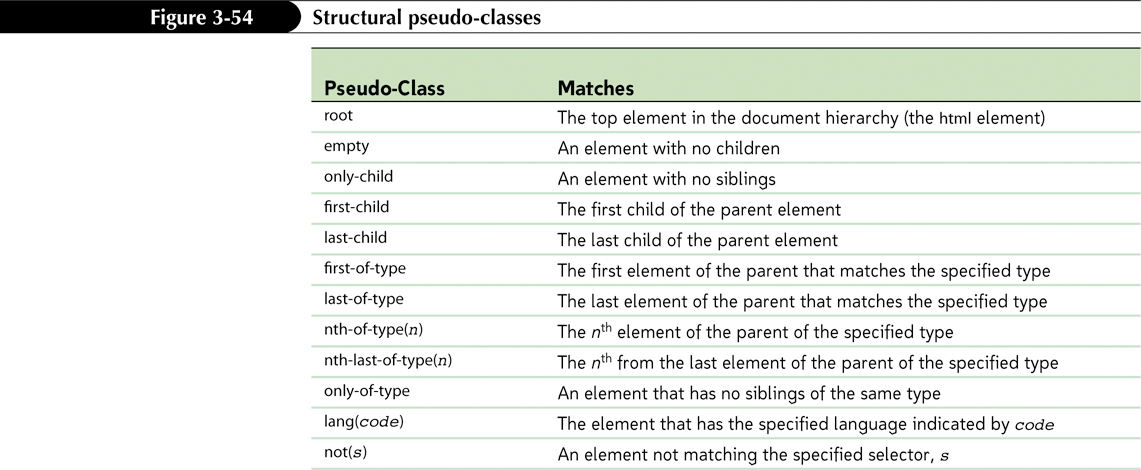 Figure 3-54 Structural pseudo-classes
Pseudo-Class Matches
root The top element in the document hierarchy (the html element)
empty An element with no children
only-child An element with no siblings
first-child The first child of the parent element
last-child The last child of the parent element
first-of-type The first element of the parent that matches the specified type
last-of-type The last element of the parent that matches the specified type
nth-of-type(n) The nth element of the parent of the specified type
nth-last-of-type(n) The nth from the last element of the parent of the specified type
only-of-type An element that has no siblings of the same type
lang(code) The element that has the specified language indicated by code
not(s) An element not matching the specified selector, s